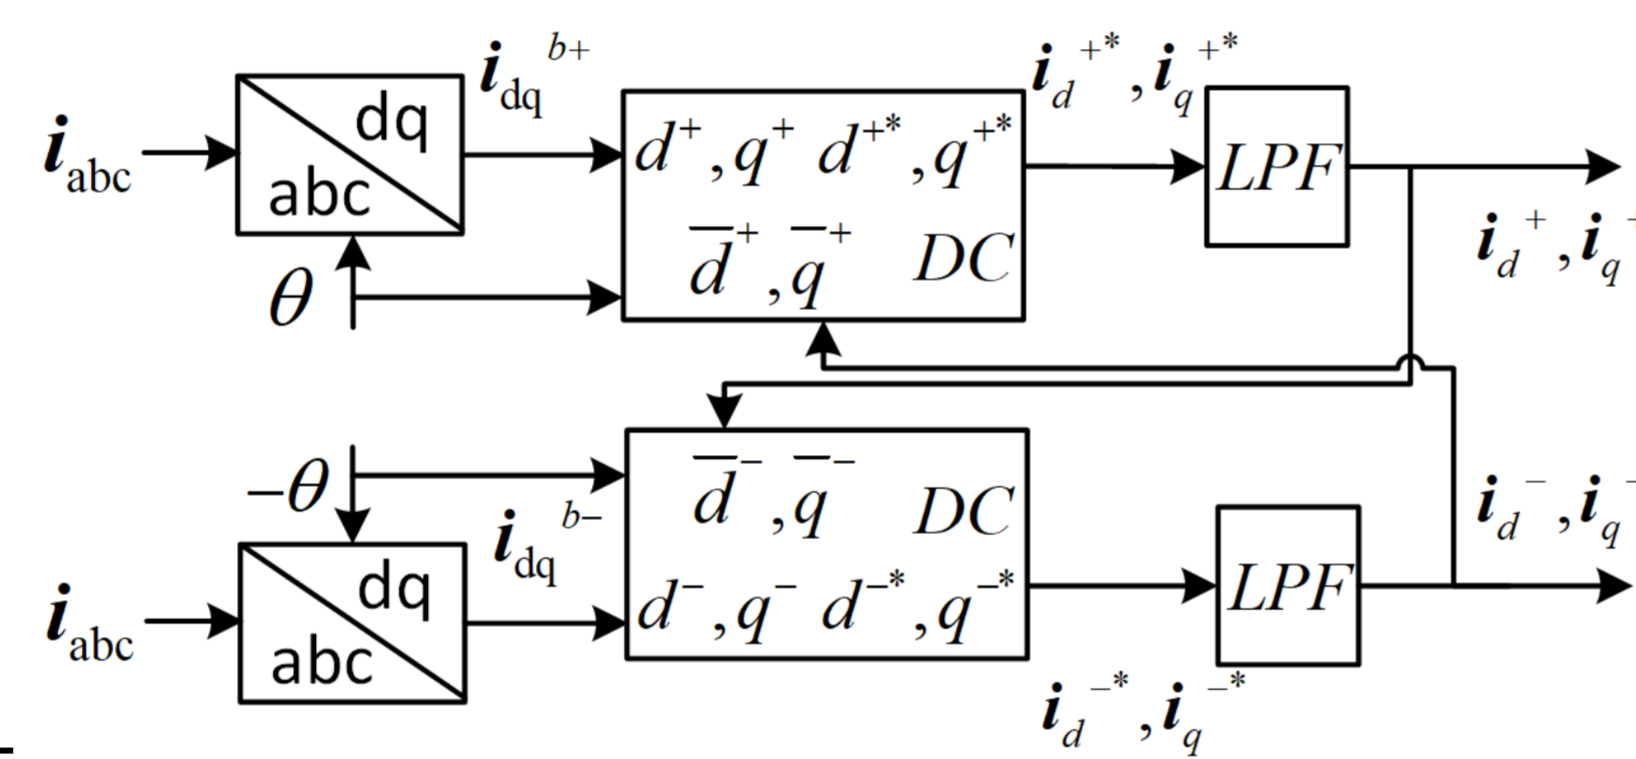 i_abc
abc
dq
θ
i_dq^{b+}
d^+, q^+ d^{+*}, q^{+*}
d̅^+, q̅^+ DC
i_d^{+*}, i_q^{+*}
LPF
i_d^+, i_q^+
−θ
i_abc
abc
dq
i_dq^{b−}
d̅^−, q̅^− DC
d^−, q^− d^{−*}, q^{−*}
i_d^{−*}, i_q^{−*}
LPF
i_d^−, i_q^−